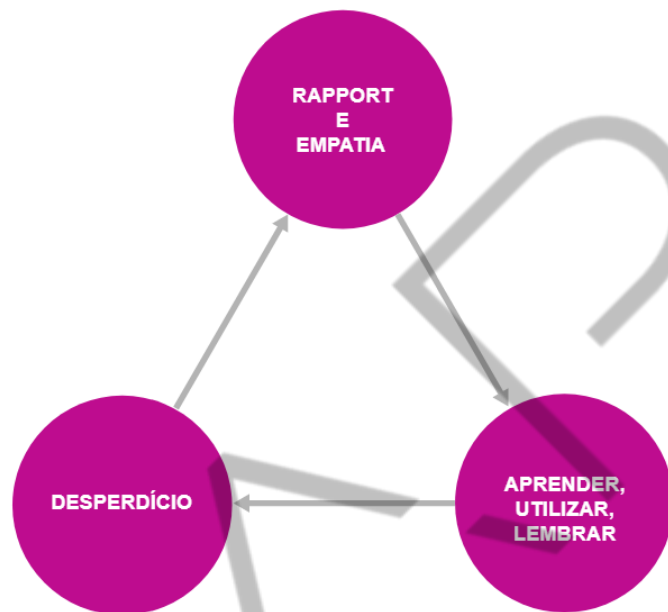 RAPPORT
E
EMPATIA
DESPERDÍCIO
APRENDER,
UTILIZAR,
LEMBRAR